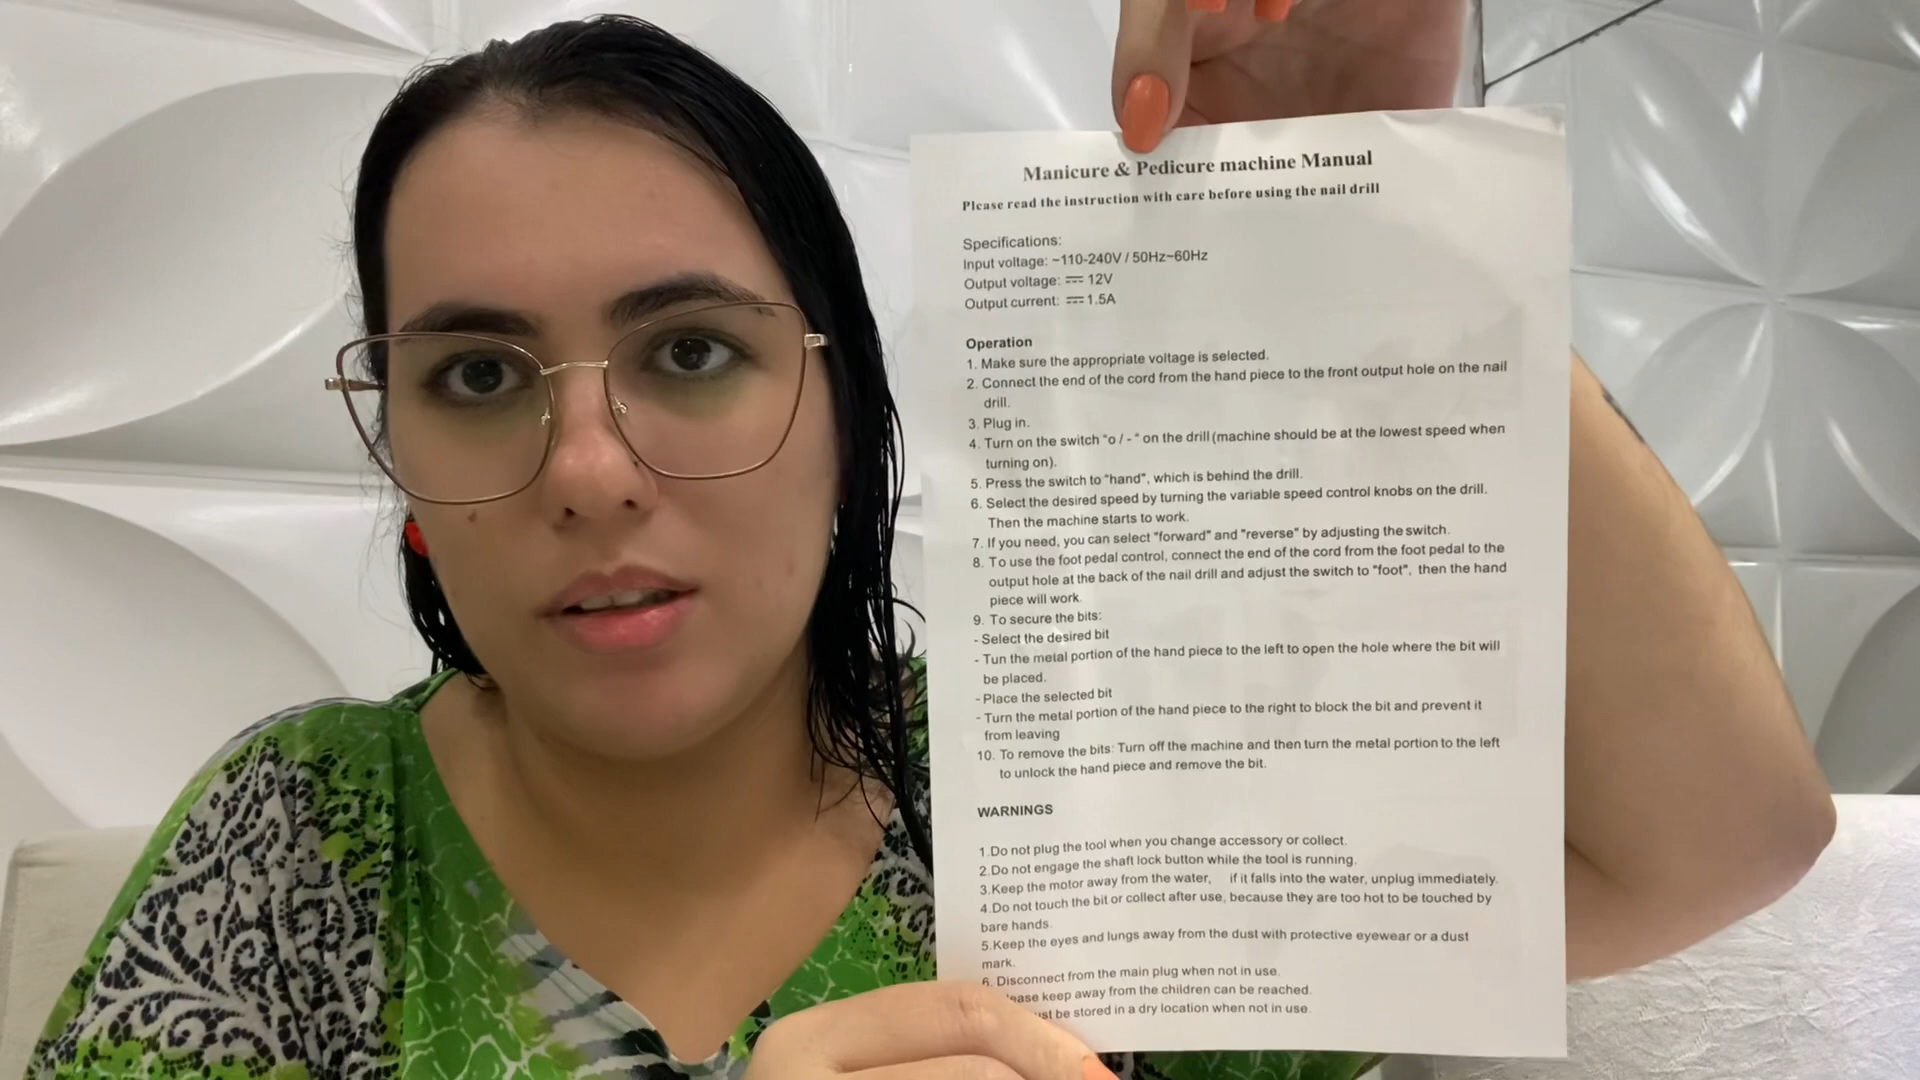 Manicure & Pedicure machine Manual
Please read the instruction with care before using the nail drill
Specifications:
Input voltage: ~110-240V / 50Hz~60Hz
Output voltage: ⎓ 12V
Output current: ⎓ 1.5A
Operation
1. Make sure the appropriate voltage is selected.
2. Connect the end of the cord from the hand piece to the front output hole on the nail
drill.
3. Plug in.
4. Turn on the switch "o / - " on the drill (machine should be at the lowest speed when
turning on).
5. Press the switch to "hand", which is behind the drill.
6. Select the desired speed by turning the variable speed control knobs on the drill.
Then the machine starts to work.
7. If you need, you can select "forward" and "reverse" by adjusting the switch.
8. To use the foot pedal control, connect the end of the cord from the foot pedal to the
output hole at the back of the nail drill and adjust the switch to "foot", then the hand
piece will work.
9. To secure the bits:
- Select the desired bit
- Tun the metal portion of the hand piece to the left to open the hole where the bit will
be placed.
- Place the selected bit
- Turn the metal portion of the hand piece to the right to block the bit and prevent it
from leaving
10. To remove the bits: Turn off the machine and then turn the metal portion to the left
to unlock the hand piece and remove the bit.
WARNINGS
1.Do not plug the tool when you change accessory or collect.
2.Do not engage the shaft lock button while the tool is running.
3.Keep the motor away from the water, if it falls into the water, unplug immediately.
4.Do not touch the bit or collect after use, because they are too hot to be touched by
bare hands.
5.Keep the eyes and lungs away from the dust with protective eyewear or a dust
mark.
6. Disconnect from the main plug when not in use.
keep away from the children can be reached.
be stored in a dry location when not in use.